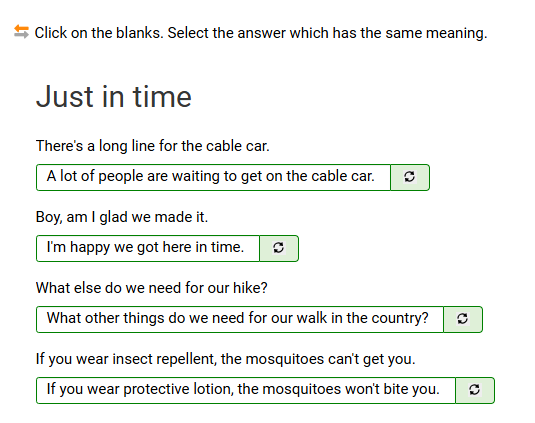 Click on the blanks. Select the answer which has the same meaning.
Just in time
There's a long line for the cable car.
A lot of people are waiting to get on the cable car.
Boy, am I glad we made it.
I'm happy we got here in time.
What else do we need for our hike?
What other things do we need for our walk in the country?
If you wear insect repellent, the mosquitoes can't get you.
If you wear protective lotion, the mosquitoes won't bite you.